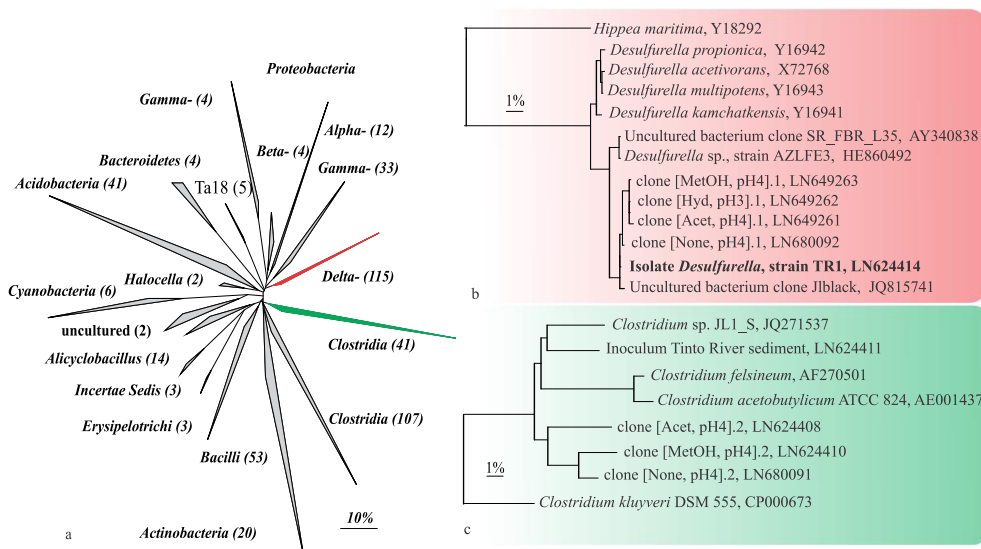 Proteobacteria
Gamma- (4)
Alpha- (12)
Beta- (4)
Gamma- (33)
Bacteroidetes (4)
Ta18 (5)
Acidobacteria (41)
Delta- (115)
Halocella (2)
Cyanobacteria (6)
uncultured (2)
Clostridia (41)
Alicyclobacillus (14)
Incertae Sedis (3)
Erysipelotrichi (3)
Clostridia (107)
Bacilli (53)
10%
Actinobacteria (20)
a
Hippea maritima, Y18292
Desulfurella propionica, Y16942
Desulfurella acetivorans, X72768
Desulfurella multipotens, Y16943
Desulfurella kamchatkensis, Y16941
1%
Uncultured bacterium clone SR_FBR_L35, AY340838
Desulfurella sp., strain AZLFE3, HE860492
clone [MetOH, pH4].1, LN649263
clone [Hyd, pH3].1, LN649262
clone [Acet, pH4].1, LN649261
clone [None, pH4].1, LN680092
Isolate Desulfurella, strain TR1, LN624414
Uncultured bacterium clone Jlblack, JQ815741
b
Clostridium sp. JL1_S, JQ271537
Inoculum Tinto River sediment, LN624411
Clostridium felsineum, AF270501
Clostridium acetobutylicum ATCC 824, AE001437
clone [Acet, pH4].2, LN624408
clone [MetOH, pH4].2, LN624410
clone [None, pH4].2, LN680091
1%
Clostridium kluyveri DSM 555, CP000673
c